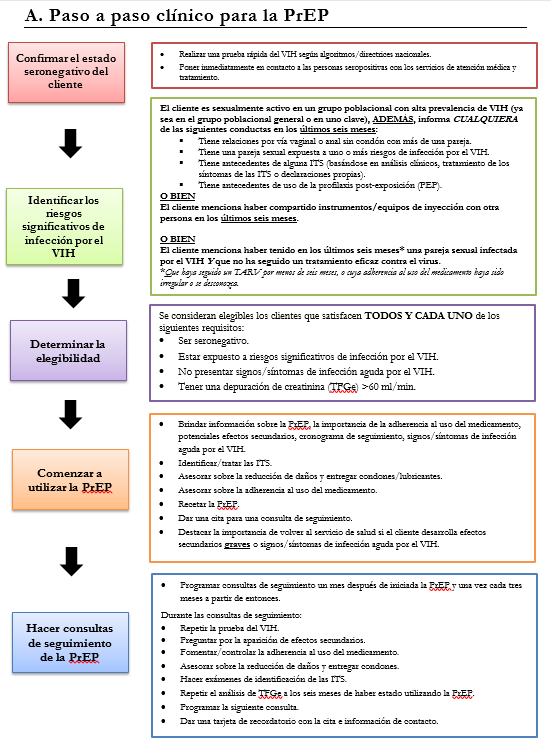 A. Paso a paso clínico para la PrEP
Confirmar el estado
seronegativo del
cliente
• Realizar una prueba rápida del VIH según algoritmos/directrices nacionales.
• Poner inmediatamente en contacto a las personas seropositivas con los servicios de atención médica y
tratamiento.
Identificar los
riesgos
significativos de
infección por el
VIH
El cliente es sexualmente activo en un grupo poblacional con alta prevalencia de VIH (ya
sea en el grupo poblacional general o en uno clave), ADEMÁS, informa CUALQUIERA
de las siguientes conductas en los últimos seis meses:
▪ Tiene relaciones por vía vaginal o anal sin condón con más de una pareja.
▪ Tiene una pareja sexual expuesta a uno o más riesgos de infección por el VIH.
▪ Tiene antecedentes de alguna ITS (basándose en análisis clínicos, tratamiento de los
síntomas de las ITS o declaraciones propias).
▪ Tiene antecedentes de uso de la profilaxis post-exposición (PEP).
O BIEN
El cliente menciona haber compartido instrumentos/equipos de inyección con otra
persona en los últimos seis meses.
O BIEN
El cliente menciona haber tenido en los últimos seis meses* una pareja sexual infectada
por el VIH Y que no ha seguido un tratamiento eficaz contra el virus.
*Que haya seguido un TARV por menos de seis meses, o cuya adherencia al uso del medicamento haya sido
irregular o se desconozca.
Determinar la
elegibilidad
Se consideran elegibles los clientes que satisfacen TODOS Y CADA UNO de los
siguientes requisitos:
• Ser seronegativo.
• Estar expuesto a riesgos significativos de infección por el VIH.
• No presentar signos/síntomas de infección aguda por el VIH.
• Tener una depuración de creatinina (TFGe) >60 ml/min.
Comenzar a
utilizar la PrEP
• Brindar información sobre la PrEP, la importancia de la adherencia al uso del medicamento,
potenciales efectos secundarios, cronograma de seguimiento, signos/síntomas de infección
aguda por el VIH.
• Identificar/tratar las ITS.
• Asesorar sobre la reducción de daños y entregar condones/lubricantes.
• Asesorar sobre la adherencia al uso del medicamento.
• Recetar la PrEP.
• Dar una cita para una consulta de seguimiento.
• Destacar la importancia de volver al servicio de salud si el cliente desarrolla efectos
secundarios graves o signos/síntomas de infección aguda por el VIH.
Hacer consultas
de seguimiento
de la PrEP
• Programar consultas de seguimiento un mes después de iniciada la PrEP y una vez cada tres
meses a partir de entonces.
Durante las consultas de seguimiento:
• Repetir la prueba del VIH.
• Preguntar por la aparición de efectos secundarios.
• Fomentar/controlar la adherencia al uso del medicamento.
• Asesorar sobre la reducción de daños y entregar condones.
• Hacer exámenes de identificación de las ITS.
• Repetir el análisis de TFGe a los seis meses de haber estado utilizando la PrEP.
• Programar la siguiente consulta.
• Dar una tarjeta de recordatorio con la cita e información de contacto.